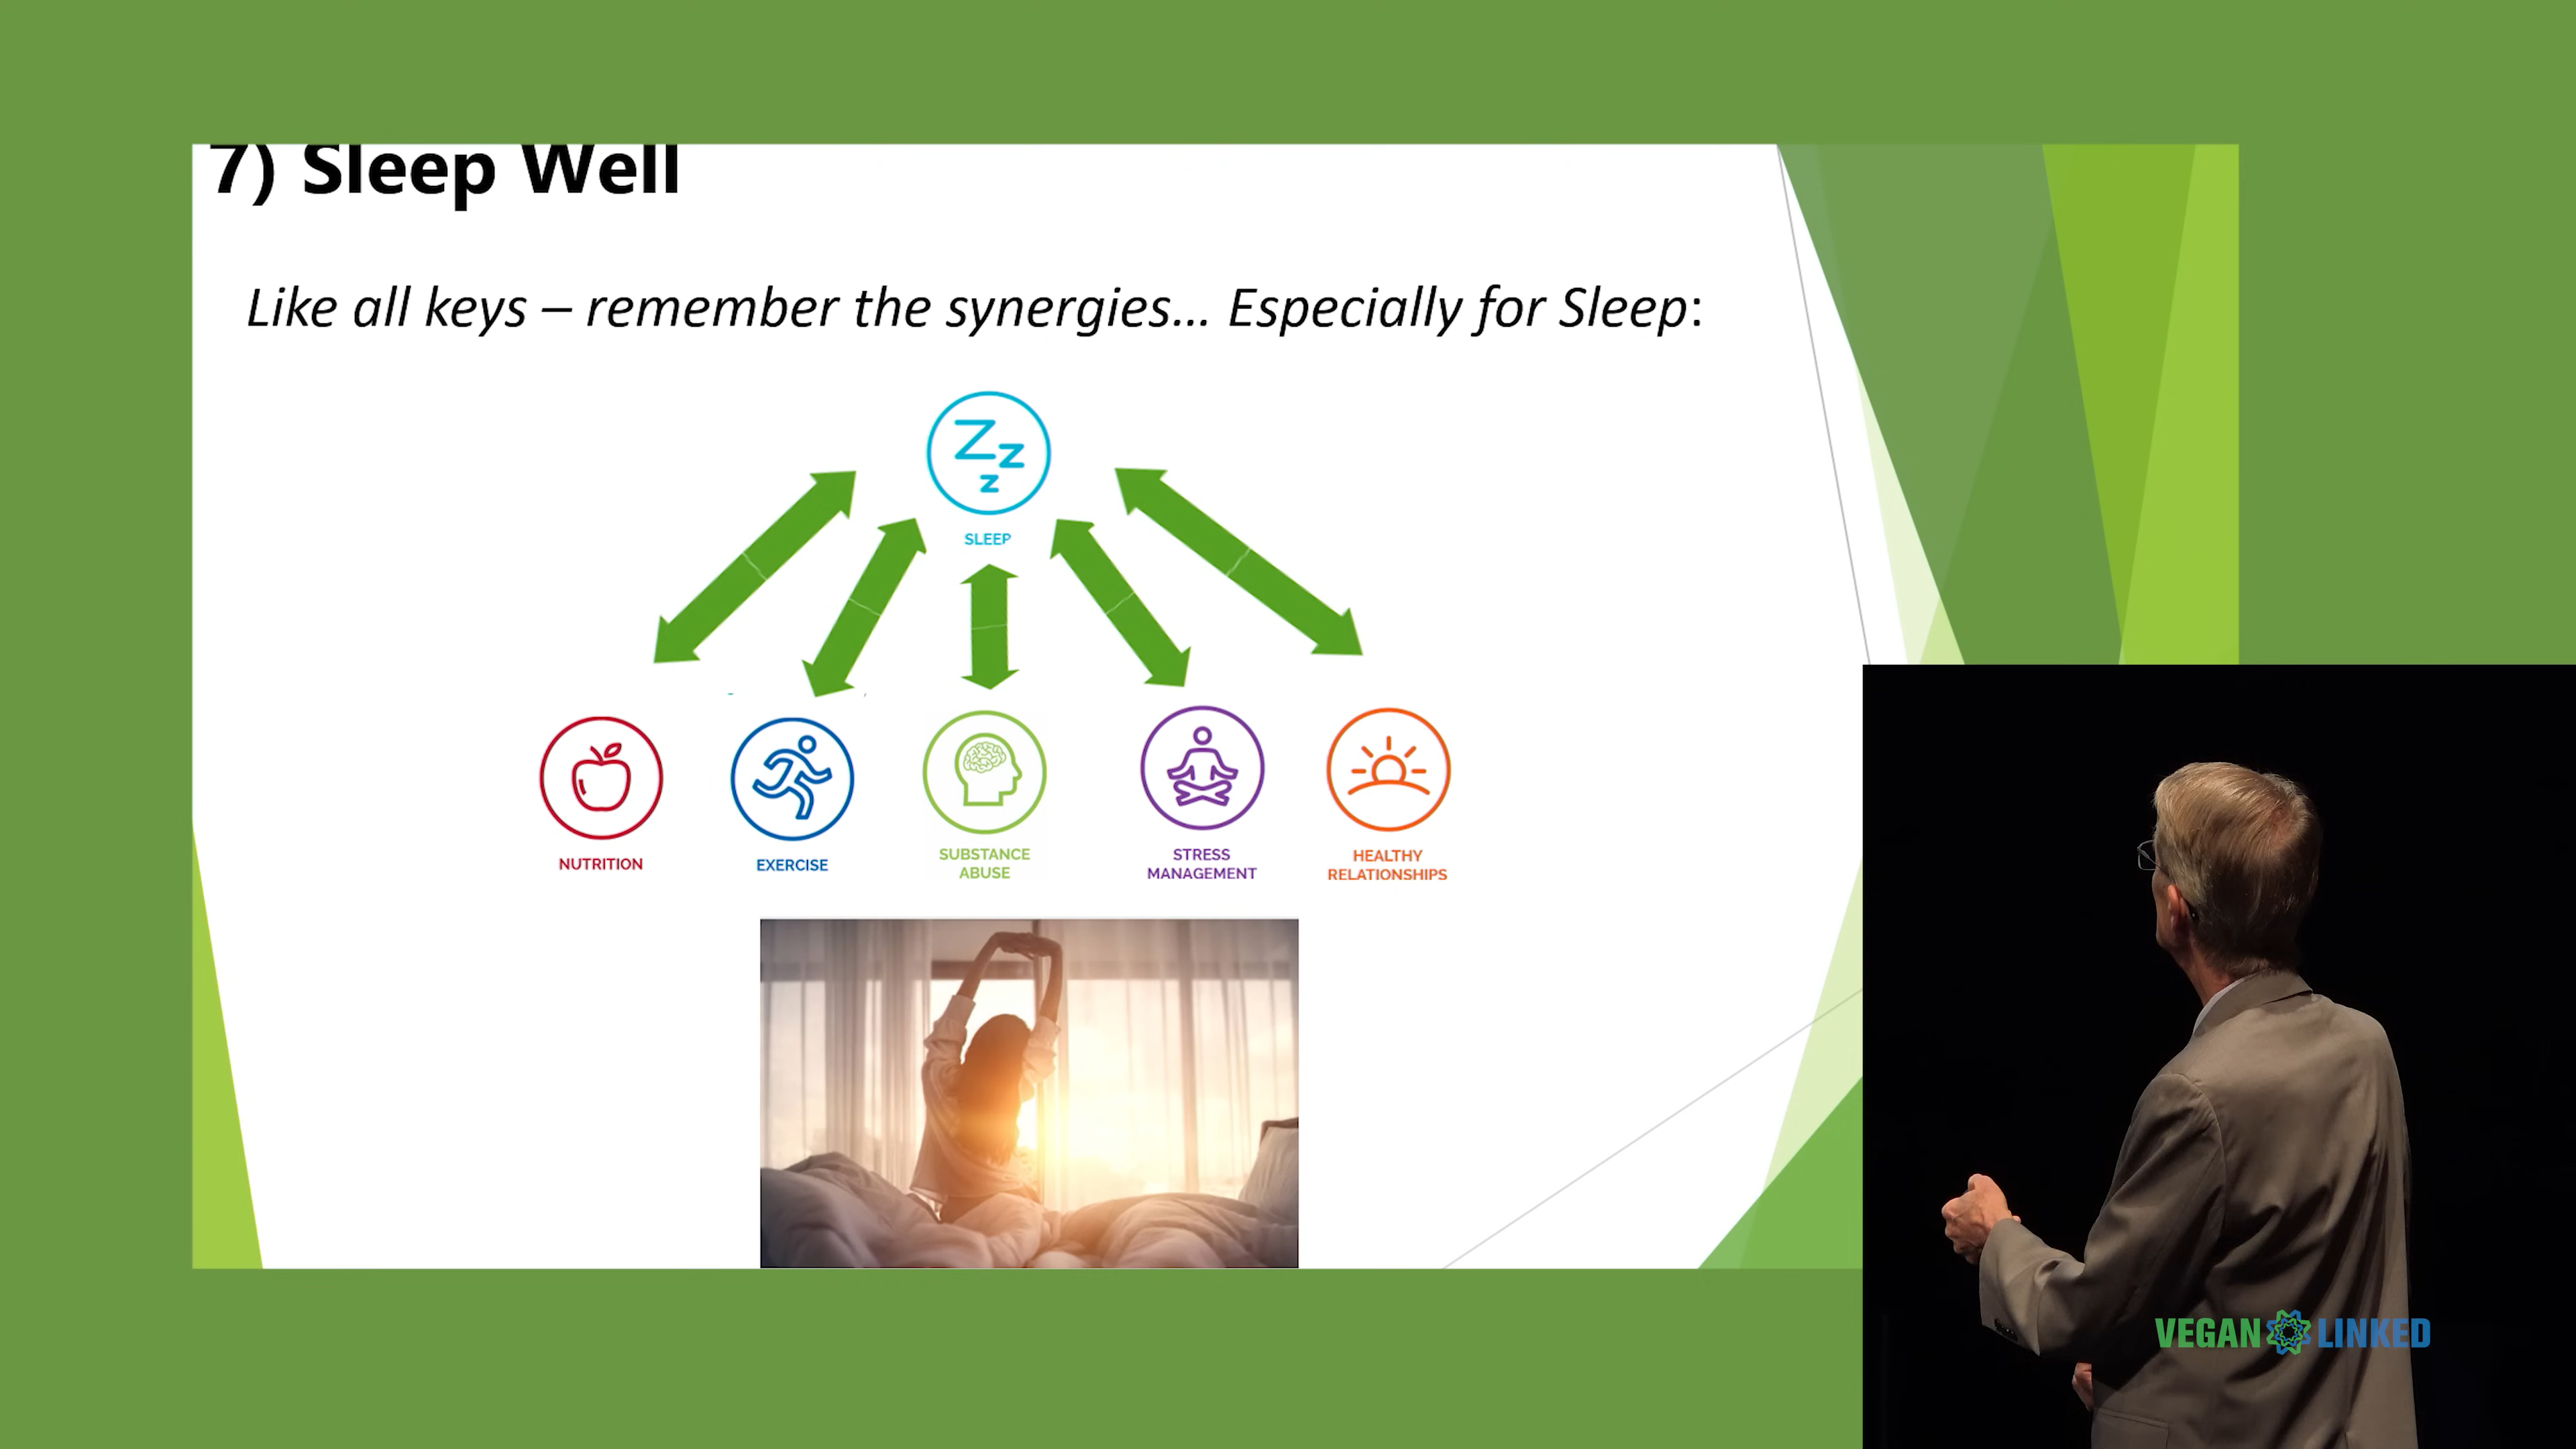 7) Sleep Well
Like all keys – remember the synergies... Especially for Sleep:
Zzz
SLEEP
NUTRITION
EXERCISE
SUBSTANCE
ABUSE
STRESS
MANAGEMENT
HEALTHY
RELATIONSHIPS
VEGAN LINKED